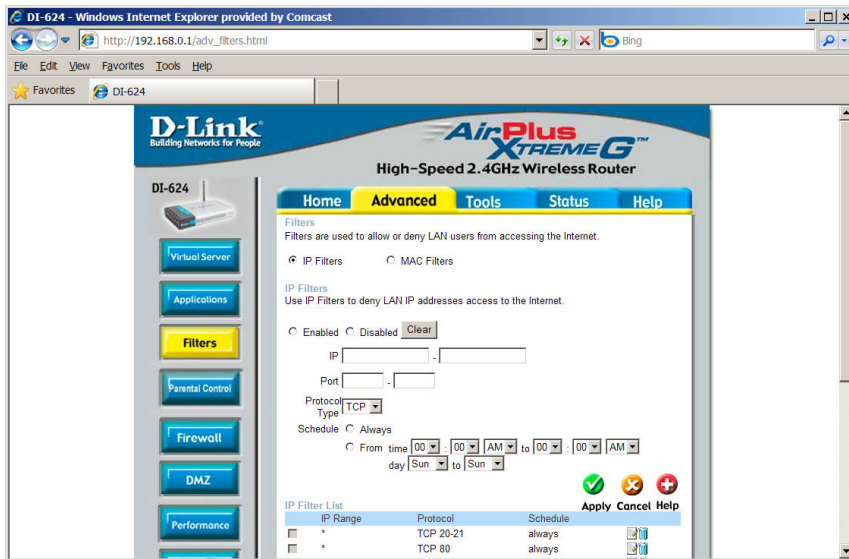 DI-624 - Windows Internet Explorer provided by Comcast
http://192.168.0.1/adv_filters.html
Bing
File Edit View Favorites Tools Help
Favorites DI-624
D-Link
Building Networks for People
AirPlus
XTREME G™
High-Speed 2.4GHz Wireless Router
DI-624
Home Advanced Tools Status Help
Virtual Server
Applications
Filters
Parental Control
Firewall
DMZ
Performance
Filters
Filters are used to allow or deny LAN users from accessing the Internet.
IP Filters MAC Filters
IP Filters
Use IP Filters to deny LAN IP addresses access to the Internet.
Enabled Disabled Clear
IP -
Port -
Protocol
Type TCP
Schedule Always
From time 00 : 00 AM to 00 : 00 AM
day Sun to Sun
Apply Cancel Help
IP Filter List
IP Range Protocol Schedule
* TCP 20-21 always
* TCP 80 always